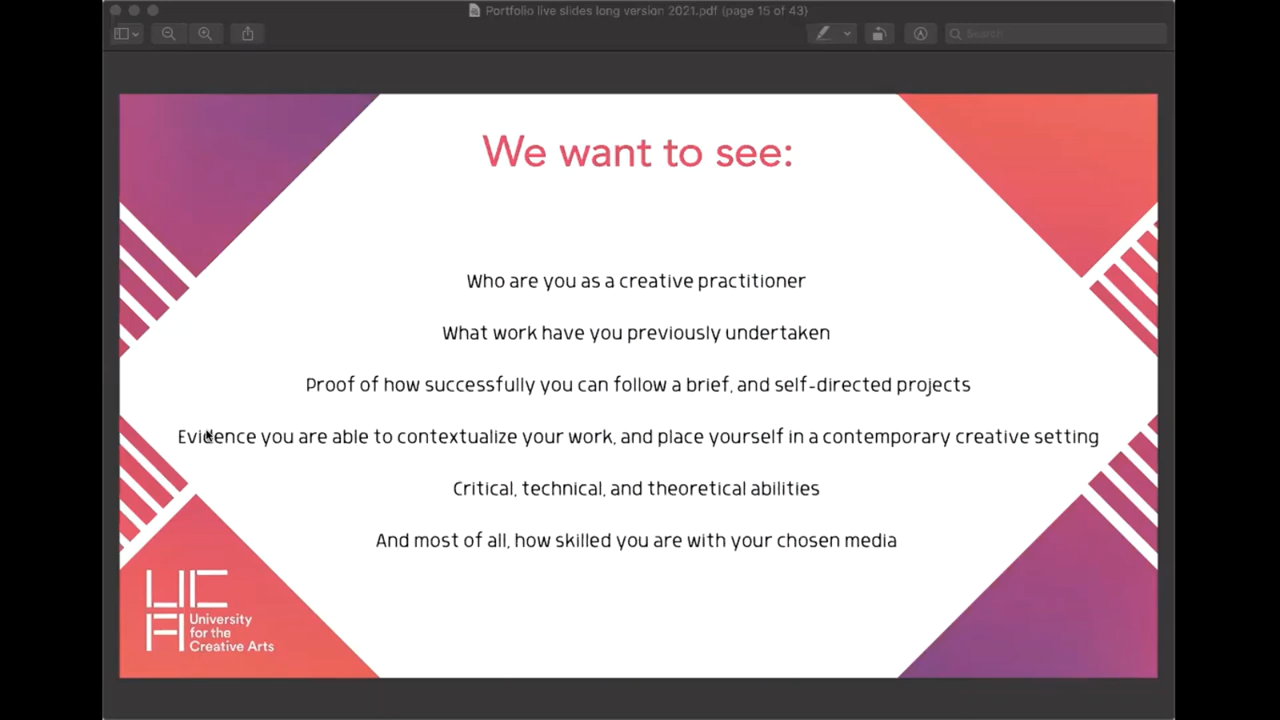 Portfolio live slides long version 2021.pdf (page 15 of 43)
Search
We want to see:
Who are you as a creative practitioner
What work have you previously undertaken
Proof of how successfully you can follow a brief, and self-directed projects
Evidence you are able to contextualize your work, and place yourself in a contemporary creative setting
Critical, technical, and theoretical abilities
And most of all, how skilled you are with your chosen media
UCA
University
for the
Creative Arts